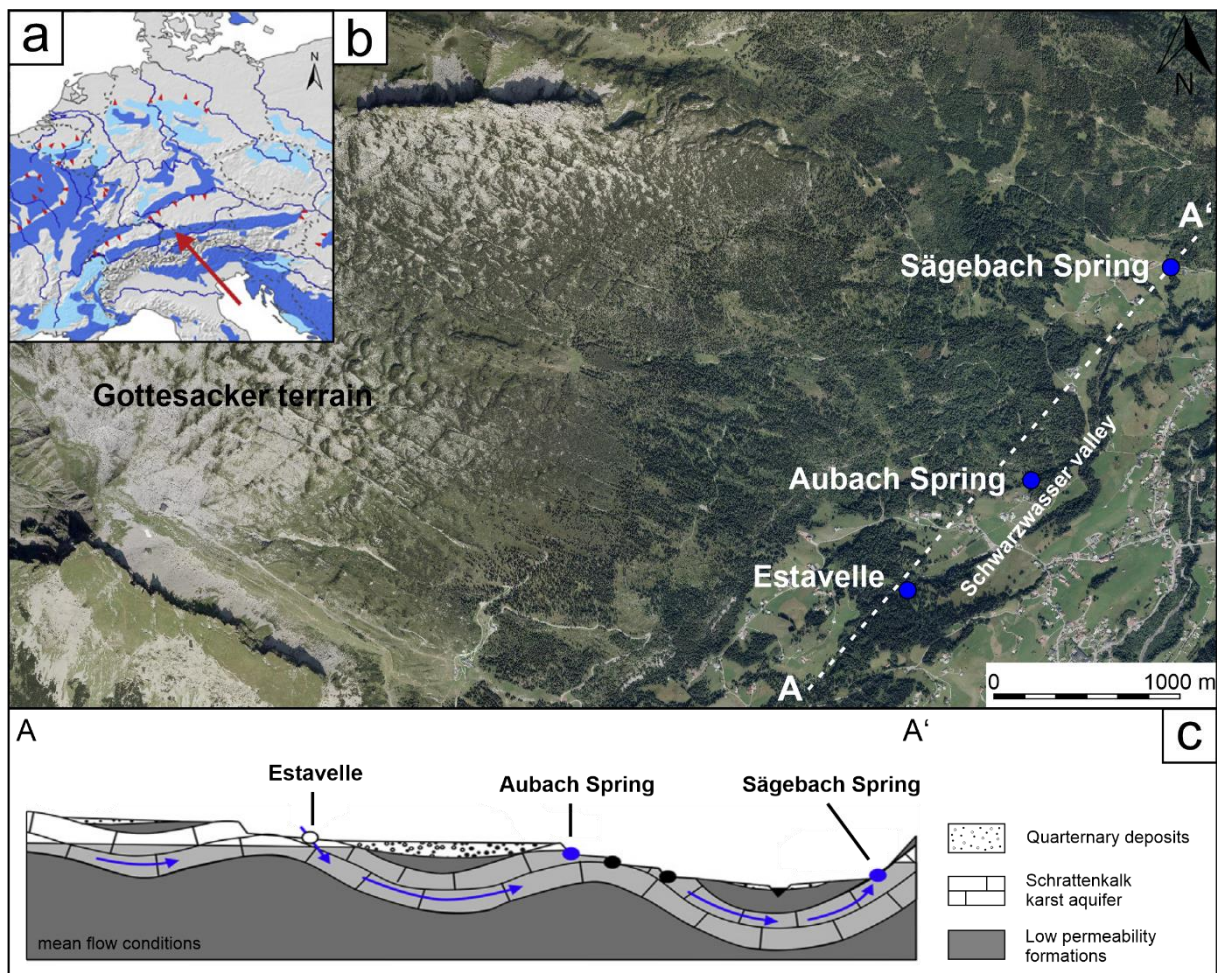 a
N
b
N
A‘
Sägebach Spring
Gottesacker terrain
Aubach Spring
Schwarzwasser valley
Estavelle
A
0 1000 m
A
A‘
c
Estavelle
Aubach Spring
Sägebach Spring
Quarternary deposits
Schrattenkalk
karst aquifer
Low permeability
formations
mean flow conditions